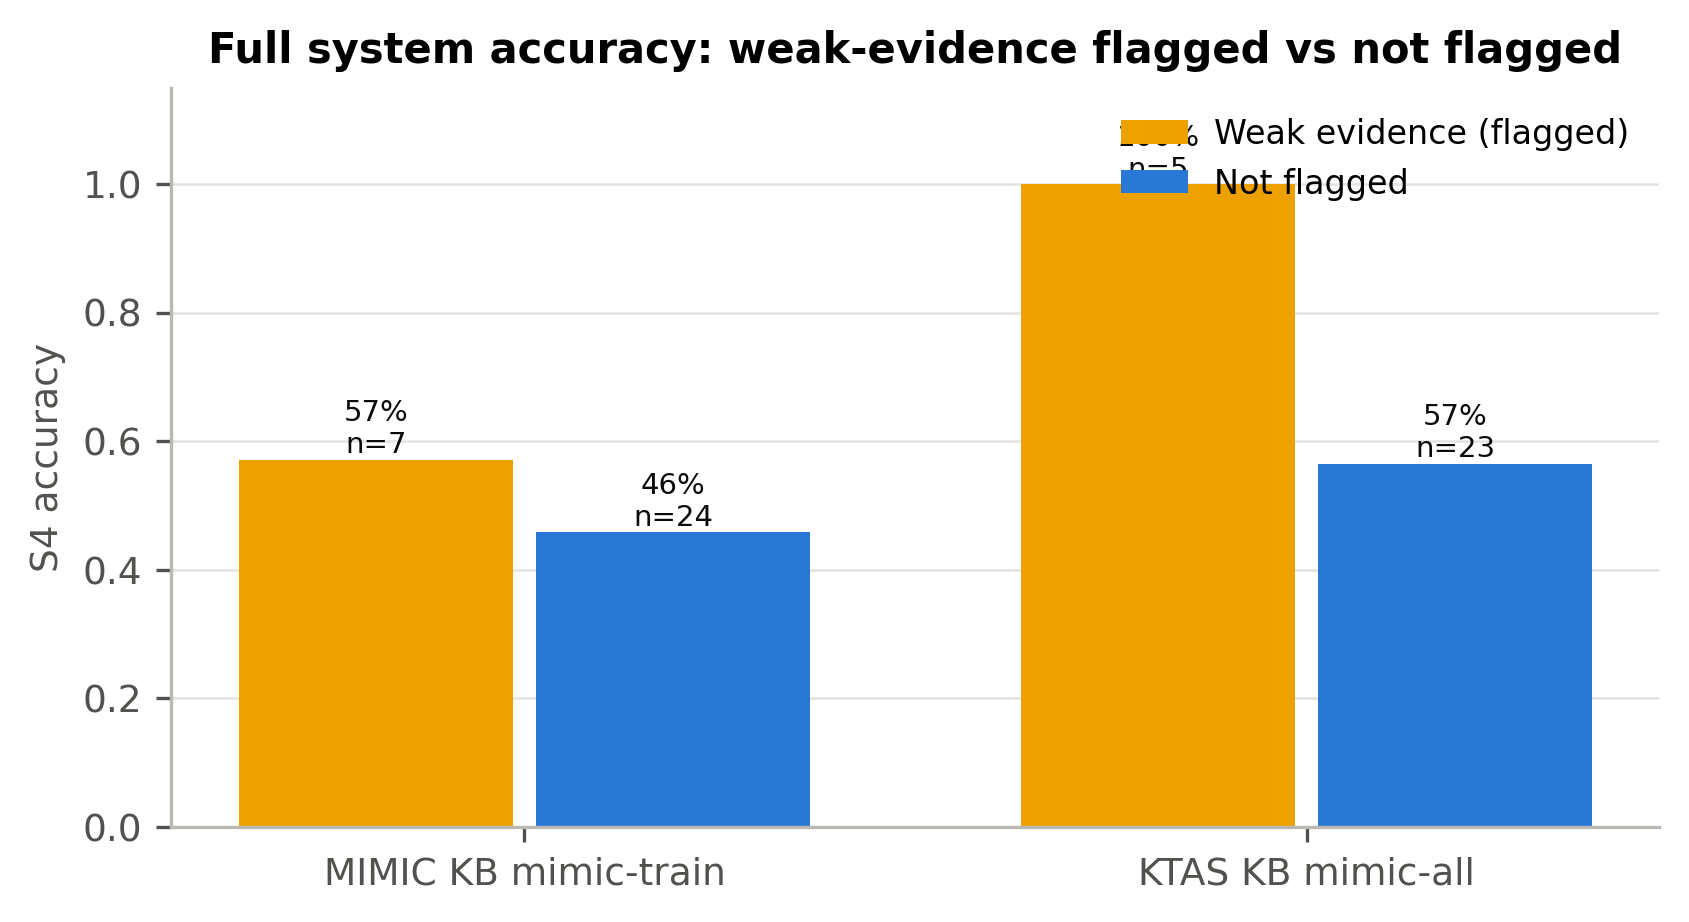 Full system accuracy: weak-evidence flagged vs not flagged
Weak evidence (flagged)
n=5
Not flagged
1.0
0.8
0.6
0.4
0.2
0.0
S4 accuracy
57%
n=7
46%
n=24
57%
n=23
MIMIC KB mimic-train
KTAS KB mimic-all